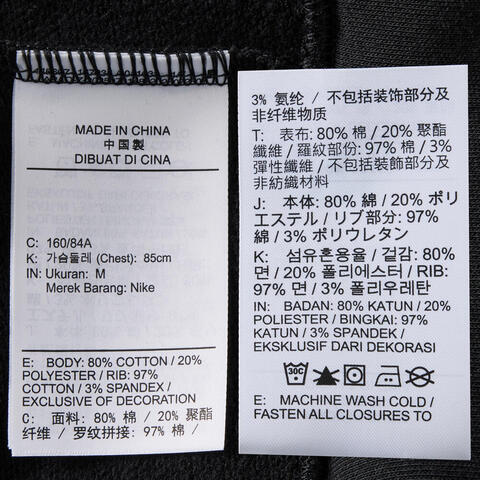 MADE IN CHINA
中国製
DIBUAT DI CINA
C: 160/84A
K: 가슴둘레 (Chest): 85cm
IN: Ukuran: M
Merek Barang: Nike
E: BODY: 80% COTTON / 20%
POLYESTER / RIB: 97%
COTTON / 3% SPANDEX /
EXCLUSIVE OF DECORATION
C: 面料: 80% 棉 / 20% 聚酯
纤维 / 罗纹拼接: 97% 棉 /
3% 氨纶 / 不包括装饰部分及
非纤维物质
T: 表布: 80% 棉 / 20% 聚酯
纖維 / 羅紋部份: 97% 棉 / 3%
彈性纖維 / 不包括裝飾部分及
非紡織材料
J: 本体: 80% 綿 / 20% ポリ
エステル / リブ部分: 97%
綿 / 3% ポリウレタン
K: 섬유혼용율 / 겉감: 80%
면 / 20% 폴리에스터 / RIB:
97% 면 / 3% 폴리우레탄
IN: BADAN: 80% KATUN / 20%
POLIESTER / BINGKAI: 97%
KATUN / 3% SPANDEK /
EKSKLUSIF DARI DEKORASI
30C
E: MACHINE WASH COLD /
FASTEN ALL CLOSURES TO